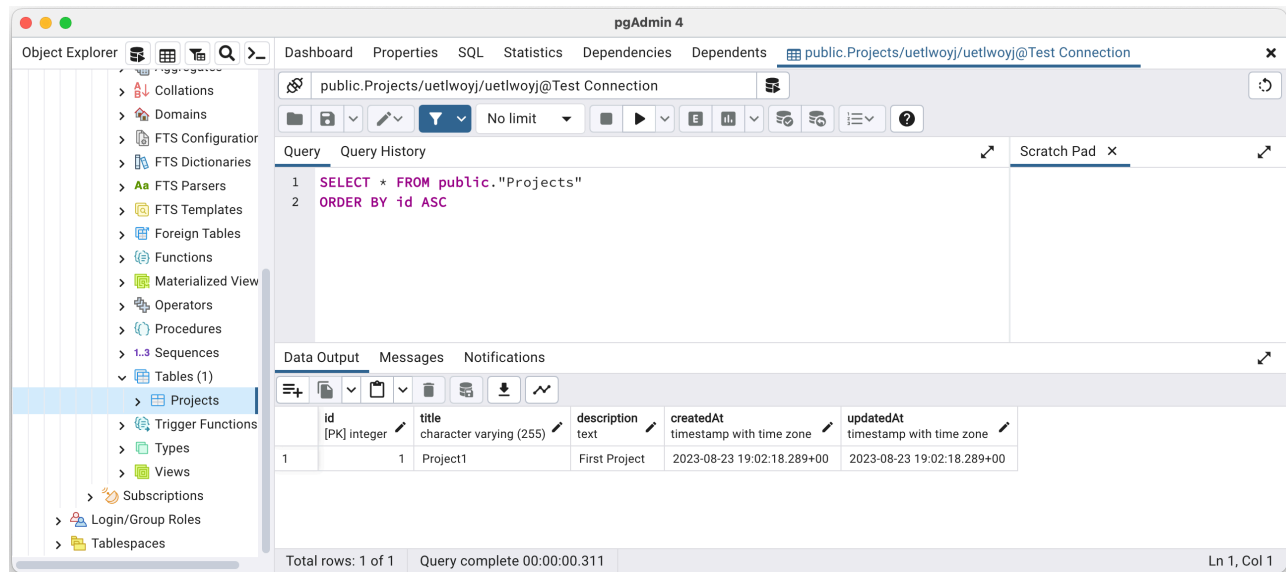 pgAdmin 4
Object Explorer
Dashboard Properties SQL Statistics Dependencies Dependents public.Projects/uetlwoyj/uetlwoyj@Test Connection
Aggregates
Collations
Domains
FTS Configuration
FTS Dictionaries
Aa FTS Parsers
FTS Templates
Foreign Tables
Functions
Materialized View
Operators
Procedures
1..3 Sequences
Tables (1)
Projects
Trigger Functions
Types
Views
Subscriptions
Login/Group Roles
Tablespaces
public.Projects/uetlwoyj/uetlwoyj@Test Connection
No limit
E
Query Query History
Scratch Pad
1 SELECT * FROM public."Projects"
2 ORDER BY id ASC
Data Output Messages Notifications
id title description createdAt updatedAt
[PK] integer character varying (255) text timestamp with time zone timestamp with time zone
1 1 Project1 First Project 2023-08-23 19:02:18.289+00 2023-08-23 19:02:18.289+00
Total rows: 1 of 1 Query complete 00:00:00.311 Ln 1, Col 1